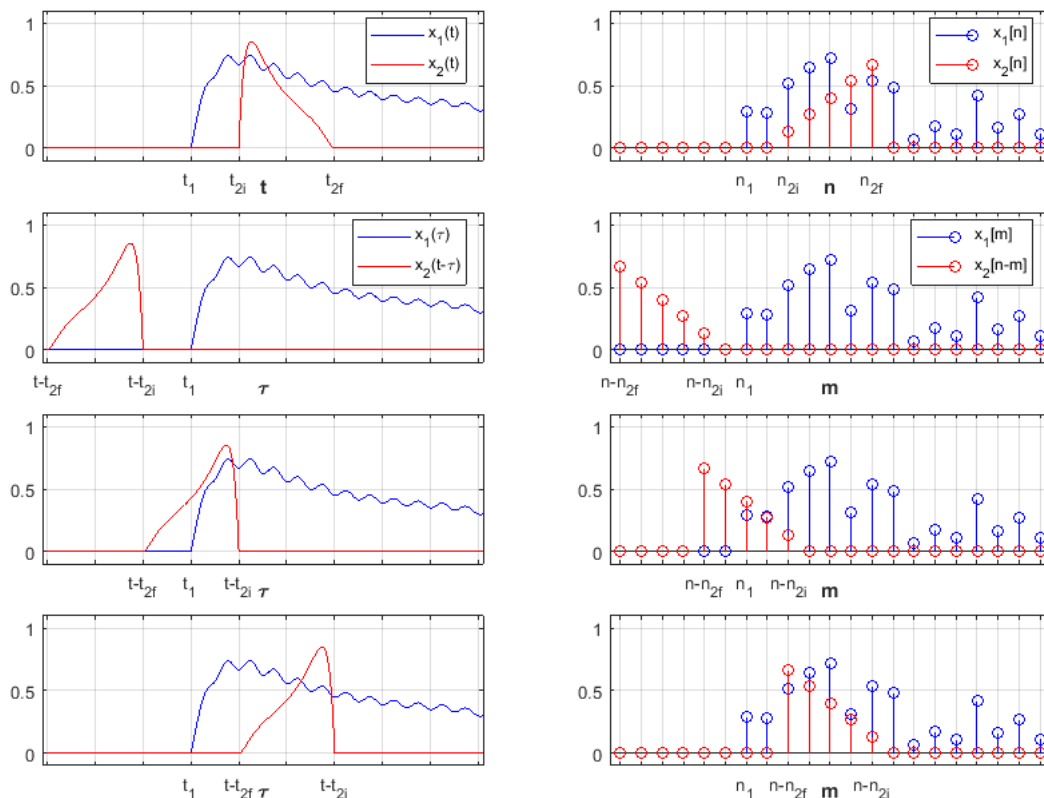 1
0.5
0
x₁(t)
x₂(t)
t₁ t₂ᵢ t t₂f
1
0.5
0
x₁[n]
x₂[n]
n₁ n₂ᵢ n n₂f
1
0.5
0
x₁(τ)
x₂(t-τ)
t-t₂f t-t₂ᵢ t₁ τ
1
0.5
0
x₁[m]
x₂[n-m]
n-n₂f n-n₂ᵢ n₁ m
1
0.5
0
t-t₂f t₁ t-t₂ᵢ τ
1
0.5
0
n-n₂f n₁ n-n₂ᵢ m
1
0.5
0
t₁ t-t₂f τ t-t₂ᵢ
1
0.5
0
n₁ n-n₂f m n-n₂ᵢ